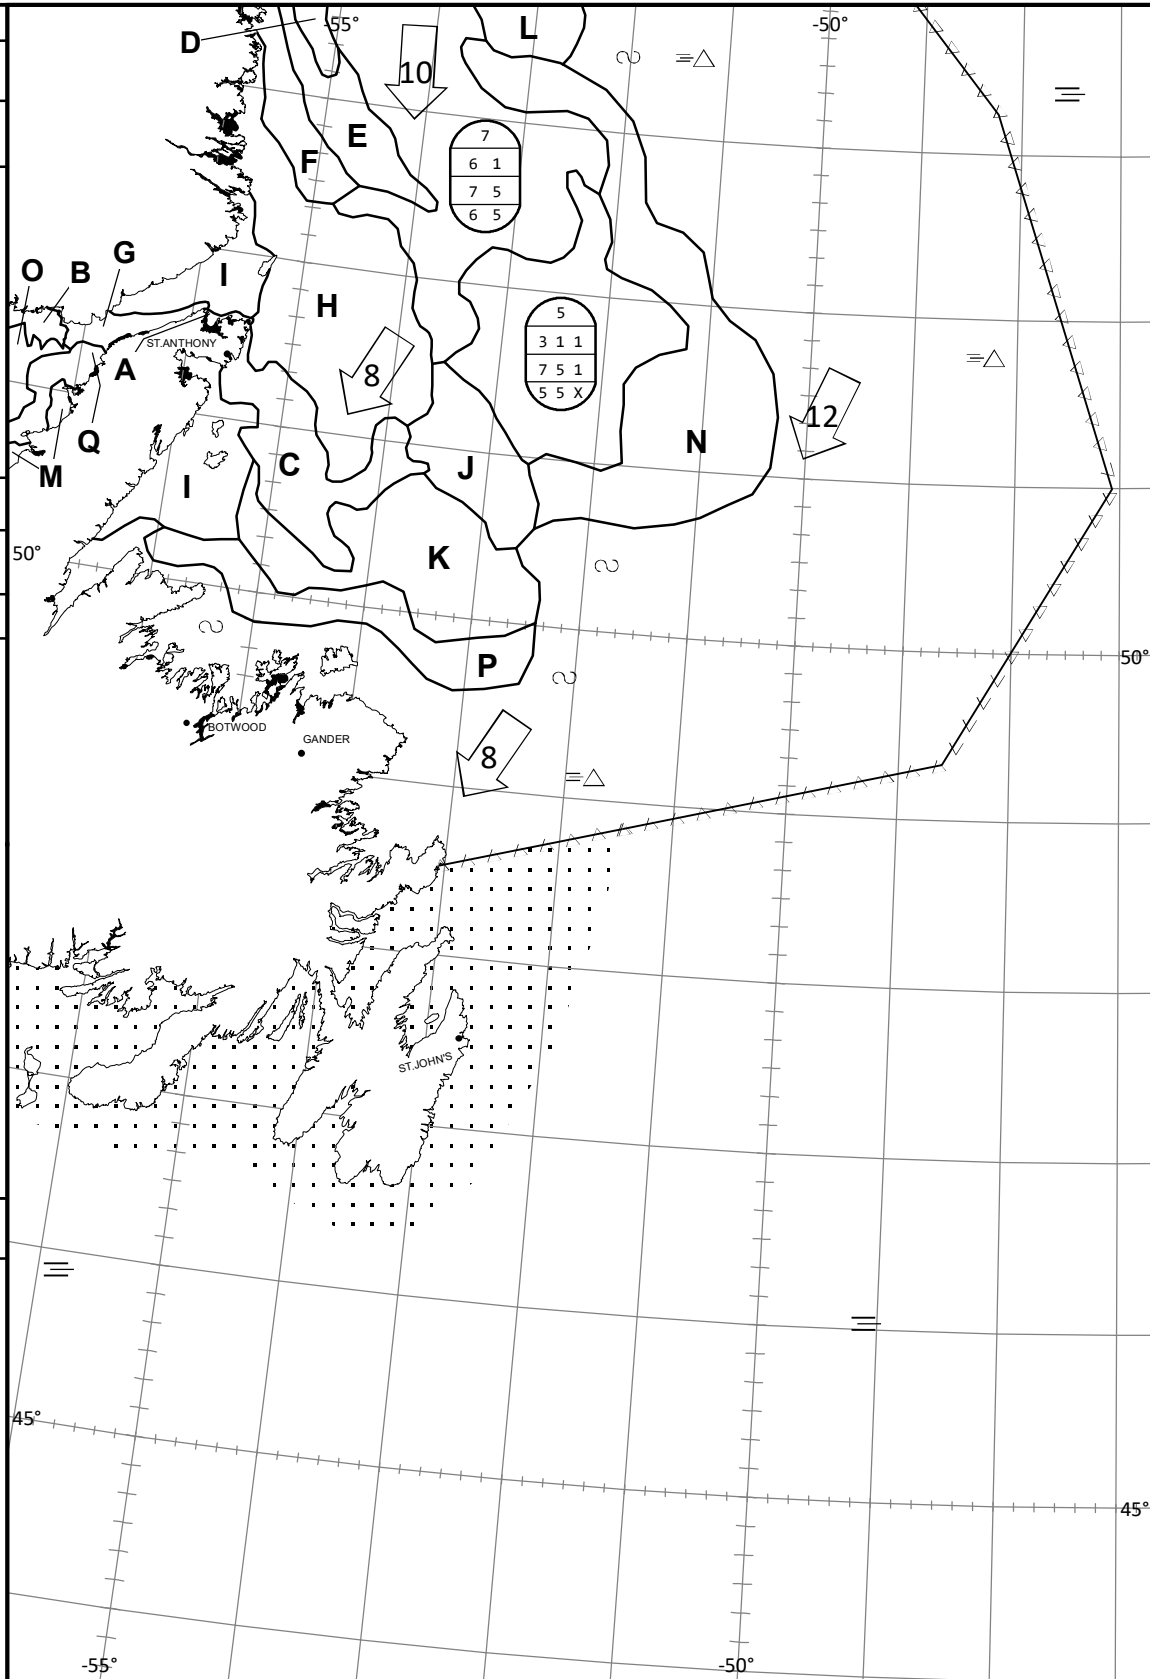 -55°
-50°
L
D
10
7
6 1
7 5
6 5
E
F
G
O
B
I
H
5
3 1 1
7 5 1
5 5 X
ST.ANTHONY
A
8
12
Q
N
M
C
J
I
50°
K
P
50°
BOTWOOD
GANDER
8
ST.JOHN'S
45°
45°
-55°
-50°